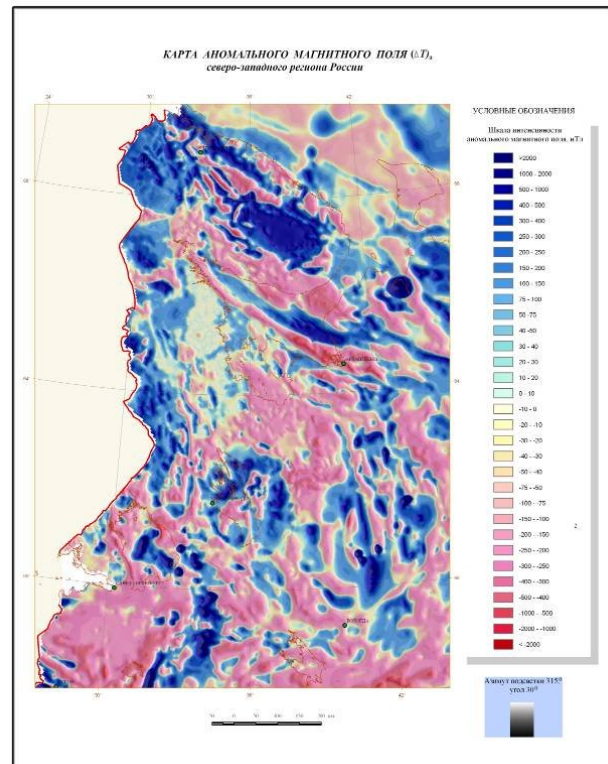 КАРТА АНОМАЛЬНОГО МАГНИТНОГО ПОЛЯ (ΔT)а
северо-западного региона России
УСЛОВНЫЕ ОБОЗНАЧЕНИЯ
Шкала интенсивности
аномального магнитного поля, нТл
>2000
1000 - 2000
500 - 1000
400 - 500
300 - 400
250 - 300
200 - 250
150 - 200
100 - 150
75 - 100
50 - 75
40 - 50
30 - 40
20 - 30
10 - 20
0 - 10
-10 - 0
-20 - -10
-30 - -20
-40 - -30
-50 - -40
-75 - -50
-100 - -75
-150 - -100
-200 - -150
-250 - -200
-300 - -250
-400 - -300
-500 - -400
-1000 - -500
-2000 - -1000
< -2000
2
Азимут подсветки 315°
угол 30°